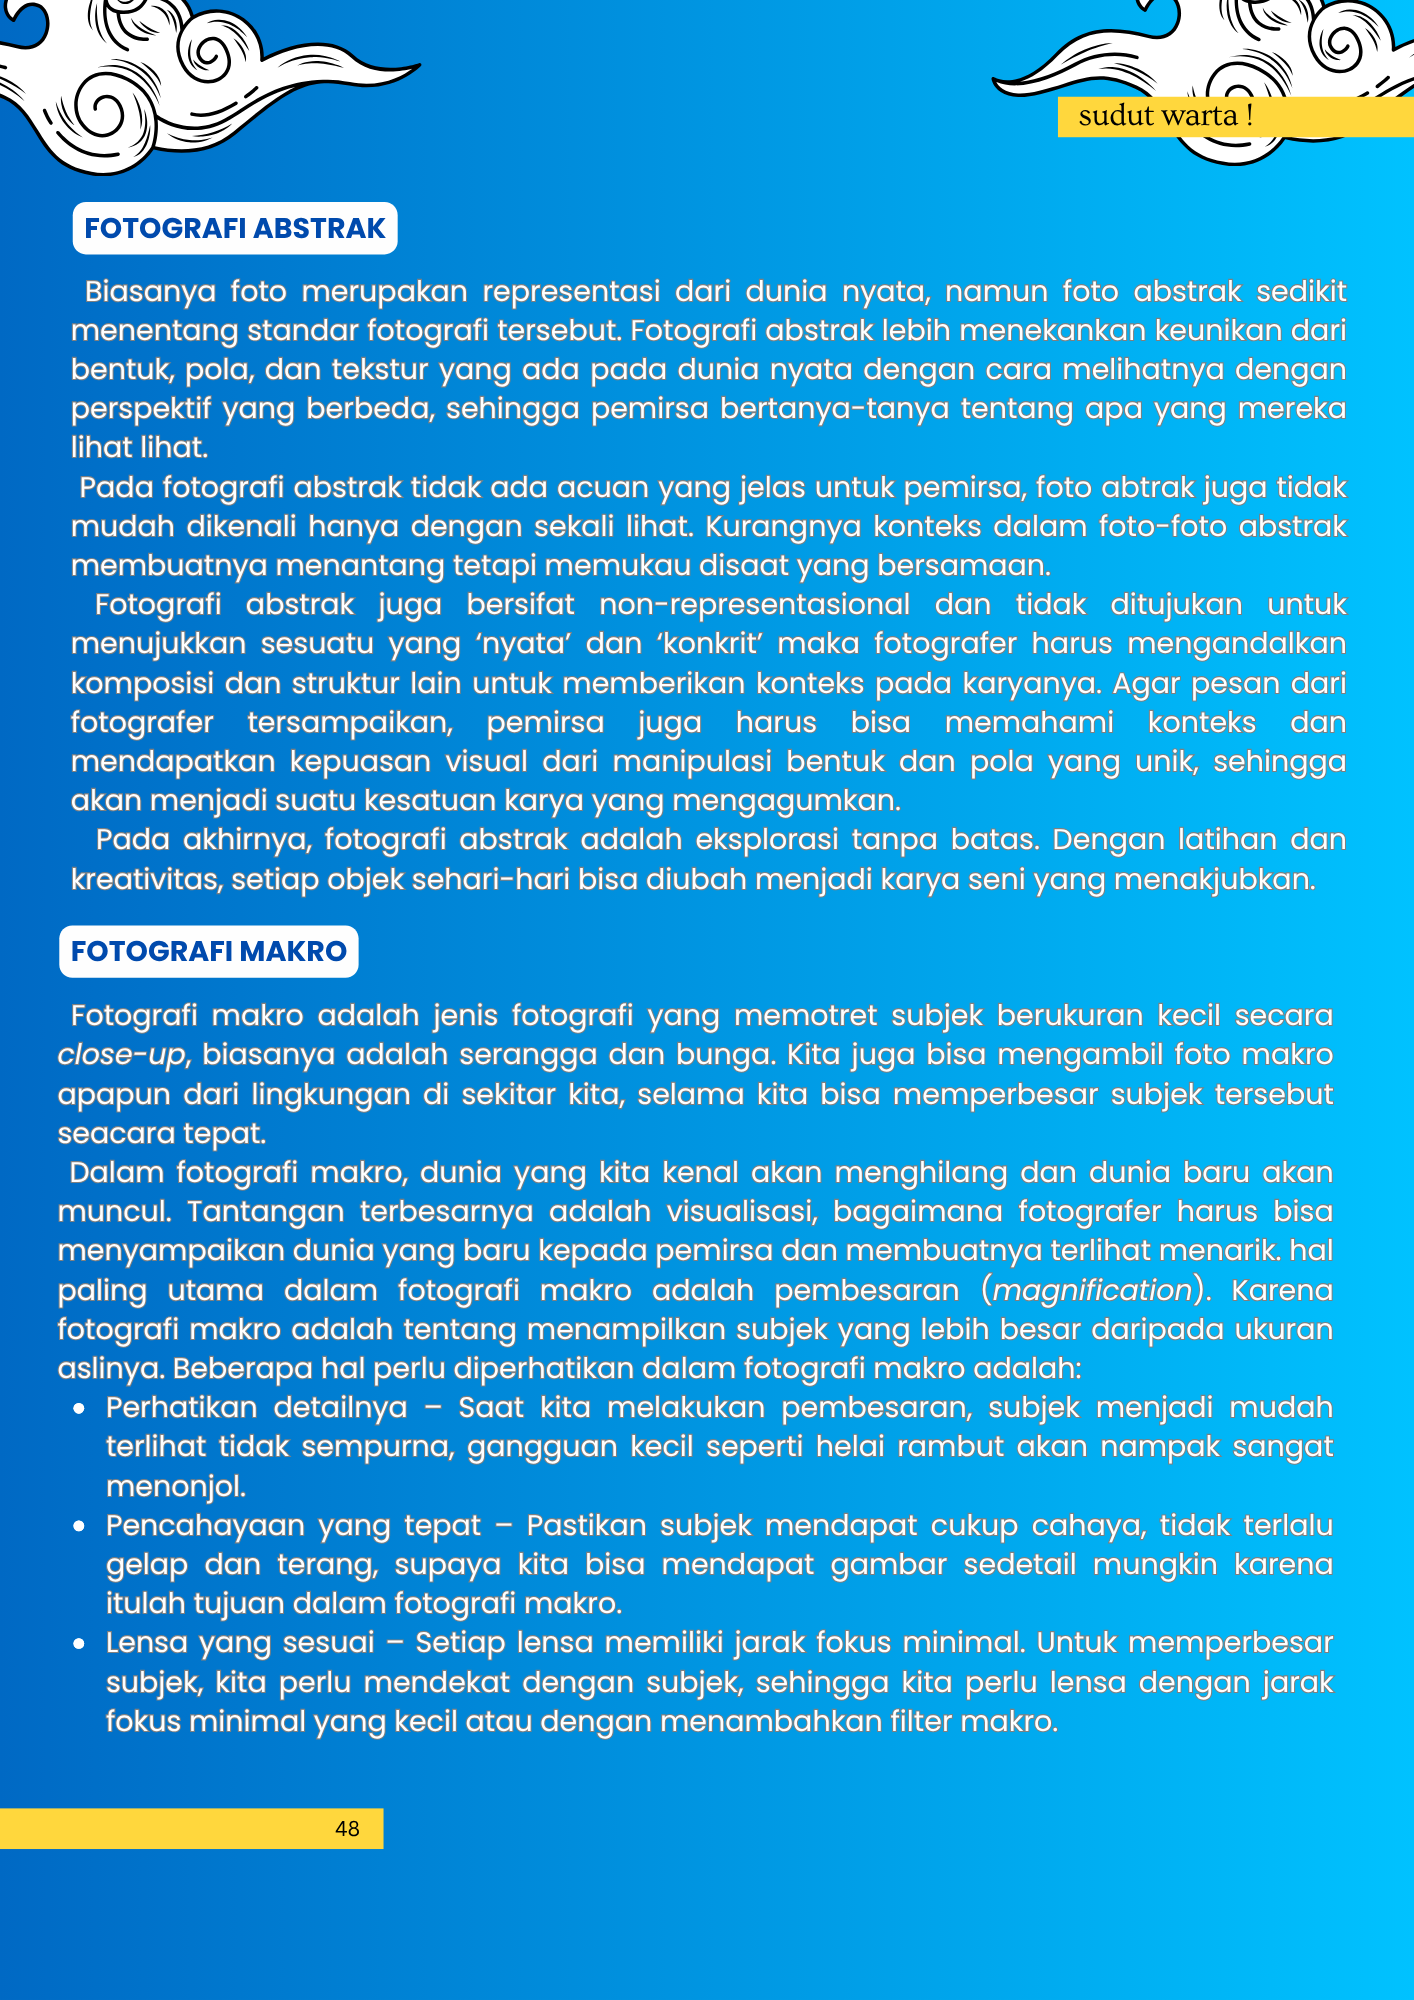 sudut warta !
FOTOGRAFI ABSTRAK
Biasanya foto merupakan representasi dari dunia nyata, namun foto abstrak sedikit
menentang standar fotografi tersebut. Fotografi abstrak lebih menekankan keunikan dari
bentuk, pola, dan tekstur yang ada pada dunia nyata dengan cara melihatnya dengan
perspektif yang berbeda, sehingga pemirsa bertanya-tanya tentang apa yang mereka
lihat lihat.
Pada fotografi abstrak tidak ada acuan yang jelas untuk pemirsa, foto abtrak juga tidak
mudah dikenali hanya dengan sekali lihat. Kurangnya konteks dalam foto-foto abstrak
membuatnya menantang tetapi memukau disaat yang bersamaan.
Fotografi abstrak juga bersifat non-representasional dan tidak ditujukan untuk
menujukkan sesuatu yang ‘nyata’ dan ‘konkrit’ maka fotografer harus mengandalkan
komposisi dan struktur lain untuk memberikan konteks pada karyanya. Agar pesan dari
fotografer tersampaikan, pemirsa juga harus bisa memahami konteks dan
mendapatkan kepuasan visual dari manipulasi bentuk dan pola yang unik, sehingga
akan menjadi suatu kesatuan karya yang mengagumkan.
Pada akhirnya, fotografi abstrak adalah eksplorasi tanpa batas. Dengan latihan dan
kreativitas, setiap objek sehari-hari bisa diubah menjadi karya seni yang menakjubkan.
FOTOGRAFI MAKRO
Fotografi makro adalah jenis fotografi yang memotret subjek berukuran kecil secara
close-up, biasanya adalah serangga dan bunga. Kita juga bisa mengambil foto makro
apapun dari lingkungan di sekitar kita, selama kita bisa memperbesar subjek tersebut
seacara tepat.
Dalam fotografi makro, dunia yang kita kenal akan menghilang dan dunia baru akan
muncul. Tantangan terbesarnya adalah visualisasi, bagaimana fotografer harus bisa
menyampaikan dunia yang baru kepada pemirsa dan membuatnya terlihat menarik. hal
paling utama dalam fotografi makro adalah pembesaran (magnification). Karena
fotografi makro adalah tentang menampilkan subjek yang lebih besar daripada ukuran
aslinya. Beberapa hal perlu diperhatikan dalam fotografi makro adalah:
• Perhatikan detailnya – Saat kita melakukan pembesaran, subjek menjadi mudah
terlihat tidak sempurna, gangguan kecil seperti helai rambut akan nampak sangat
menonjol.
• Pencahayaan yang tepat – Pastikan subjek mendapat cukup cahaya, tidak terlalu
gelap dan terang, supaya kita bisa mendapat gambar sedetail mungkin karena
itulah tujuan dalam fotografi makro.
• Lensa yang sesuai – Setiap lensa memiliki jarak fokus minimal. Untuk memperbesar
subjek, kita perlu mendekat dengan subjek, sehingga kita perlu lensa dengan jarak
fokus minimal yang kecil atau dengan menambahkan filter makro.
48